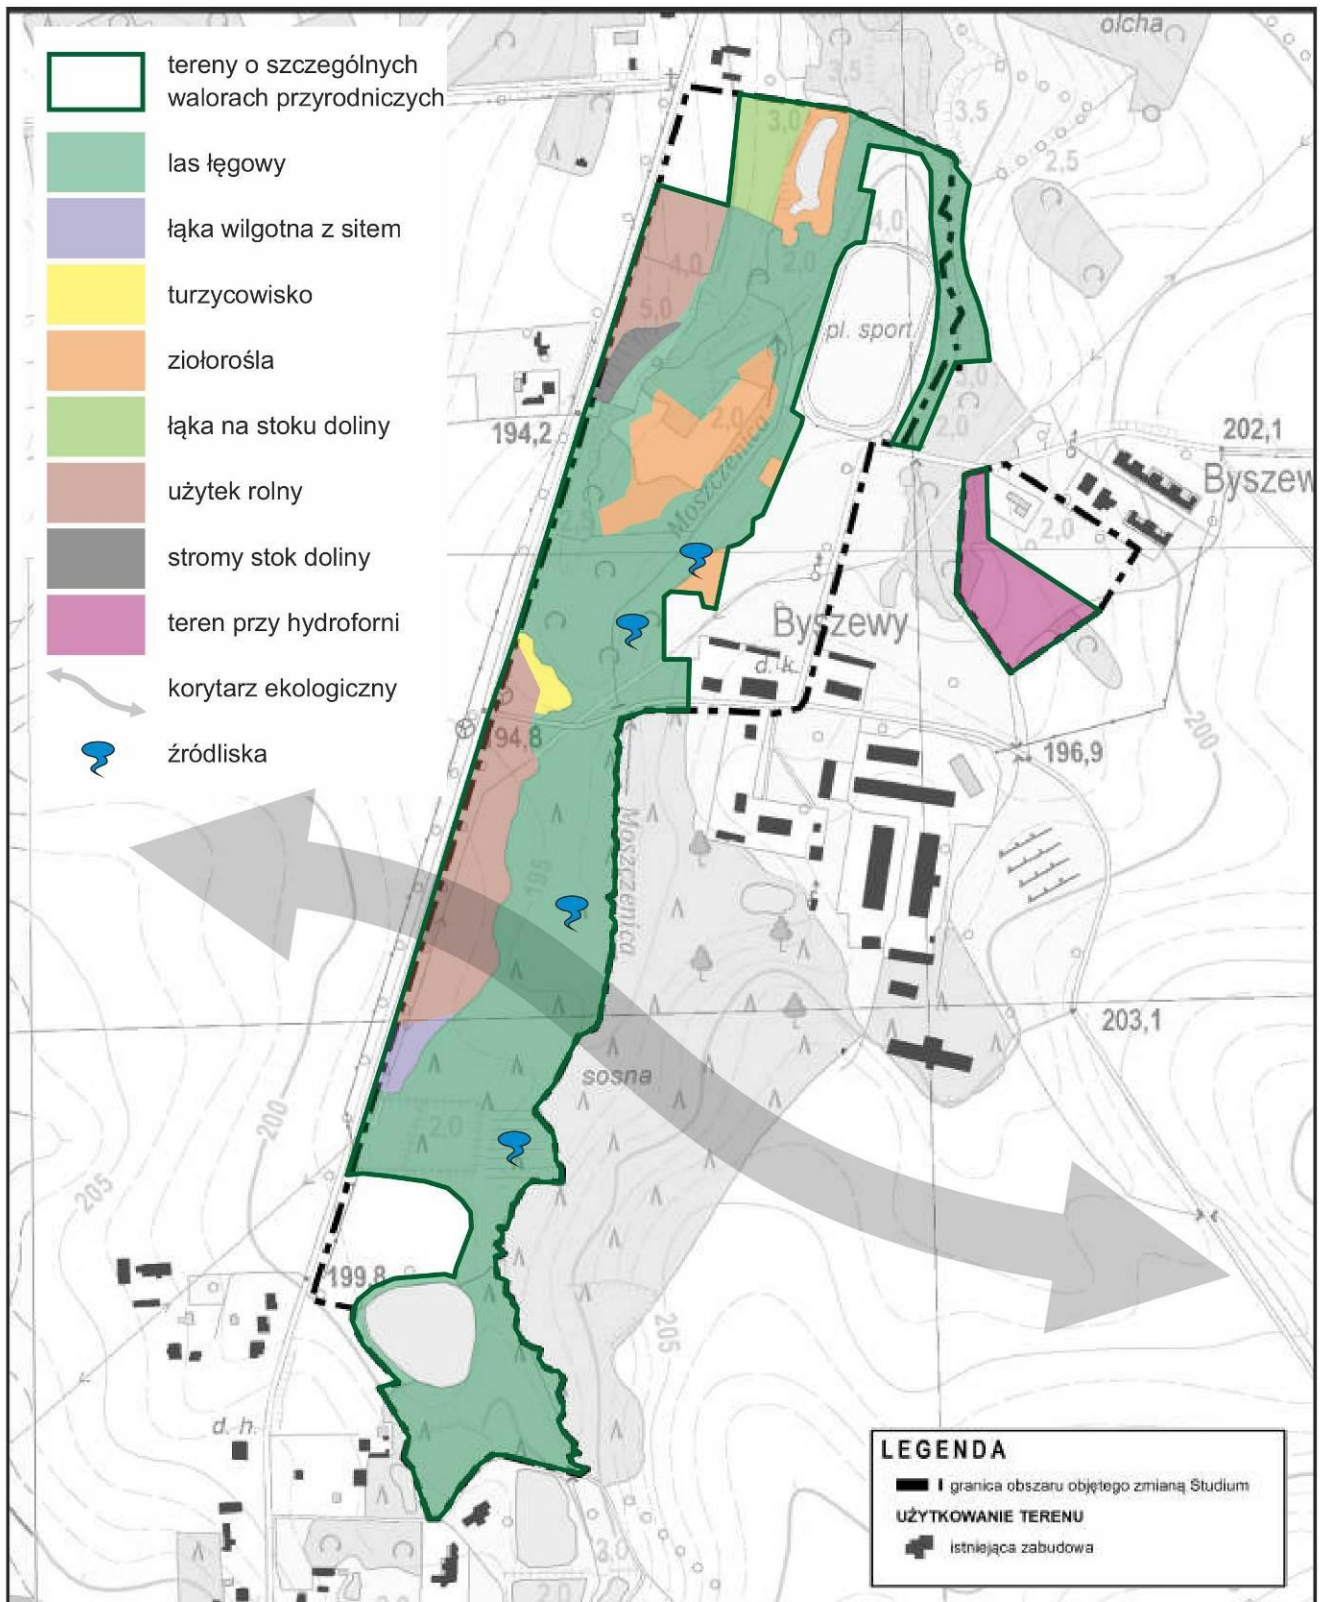 tereny o szczególnych
walorach przyrodniczych
las łęgowy
łąka wilgotna z sitem
turzycowisko
ziołorośla
łąka na stoku doliny
użytek rolny
stromy stok doliny
teren przy hydroforni
korytarz ekologiczny
źródliska
olcha
3,5
3,5
3,0
2,5
4,0
4,0
2,0
5,0
pl. sport.
3,0
2,0
2,0
194,2
202,1
Byszew
Moszczenica
2,0
Byszewy
d. k.
194,8
196,9
200
Moszczenica
195
203,1
sosna
2,0
200
205
199,8
205
d. h.
3,0
2,0
LEGENDA
granica obszaru objętego zmianą Studium
UŻYTKOWANIE TERENU
istniejąca zabudowa